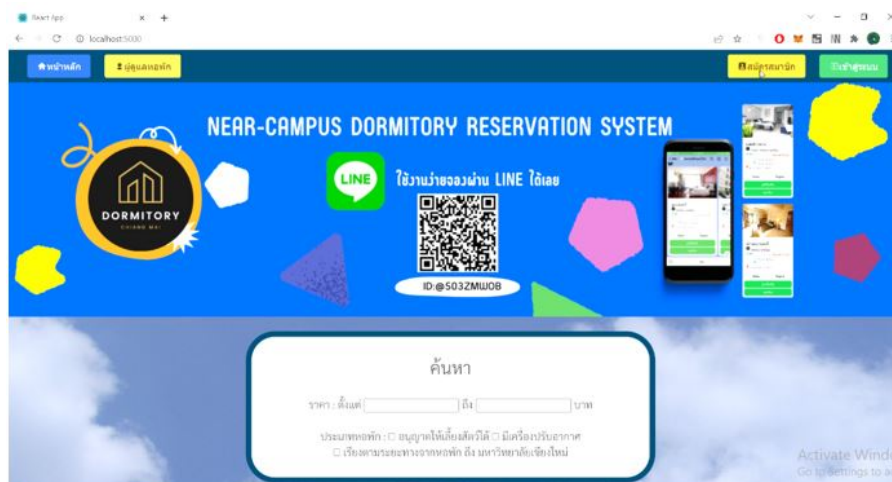 React App
localhost:5000
หน้าหลัก
ผู้ดูแลหอพัก
สมัครสมาชิก
เข้าสู่ระบบ
NEAR-CAMPUS DORMITORY RESERVATION SYSTEM
LINE
ใช้งานง่ายจองผ่าน LINE ได้เลย
DORMITORY
CHIANG MAI
ID:@503ZMWOB
ค้นหา
ราคา : ตั้งแต่ ถึง บาท
ประเภทหอพัก : อนุญาตให้เลี้ยงสัตว์ได้ มีเครื่องปรับอากาศ
เรียงตามระยะทางจากหอพัก ถึง มหาวิทยาลัยเชียงใหม่
Activate Wind
Go to Settings to a